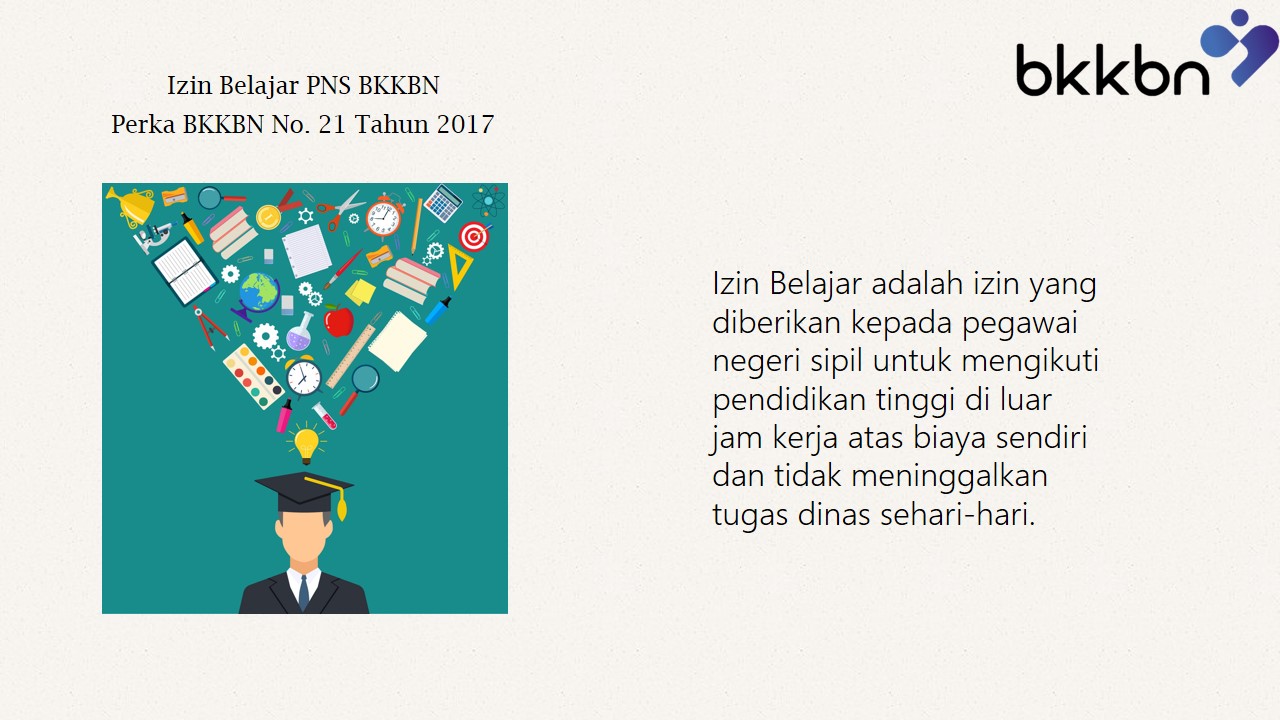 bkkbn
Izin Belajar PNS BKKBN
Perka BKKBN No. 21 Tahun 2017
Izin Belajar adalah izin yang
diberikan kepada pegawai
negeri sipil untuk mengikuti
pendidikan tinggi di luar
jam kerja atas biaya sendiri
dan tidak meninggalkan
tugas dinas sehari-hari.